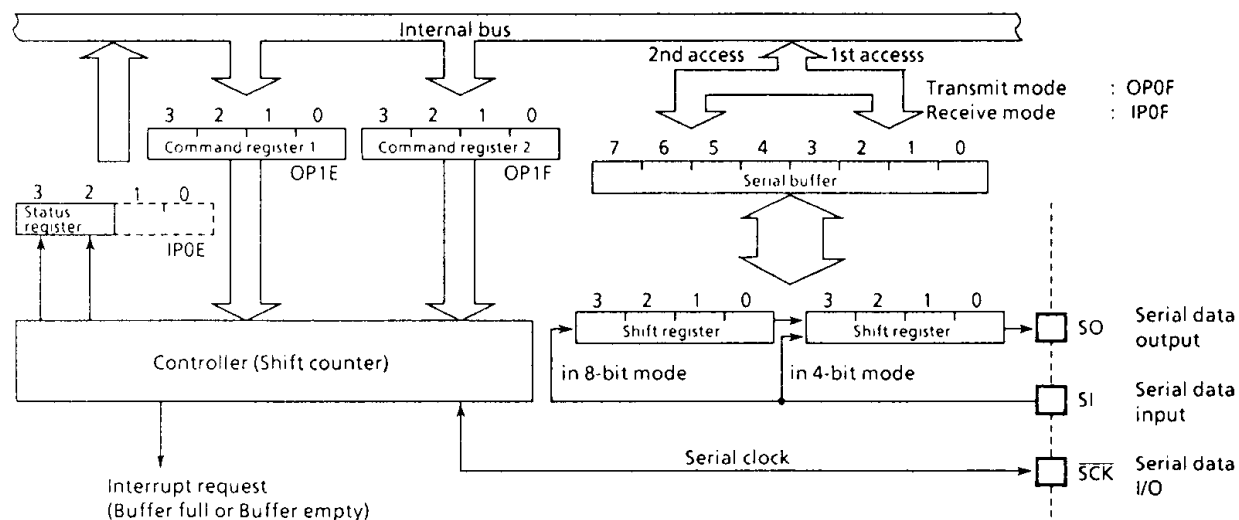 Internal bus
2nd access 1st accesss
Transmit mode : OP0F
Receive mode : IP0F
3 2 1 0
Command register 1
OP1E
3 2 1 0
Command register 2
OP1F
7 6 5 4 3 2 1 0
Serial buffer
3 2 1 0
Status
register
IP0E
3 2 1 0
Shift register
3 2 1 0
Shift register
SO Serial data
output
Controller (Shift counter)
in 8-bit mode
in 4-bit mode
SI Serial data
input
Serial clock
SCK Serial data
I/O
Interrupt request
(Buffer full or Buffer empty)